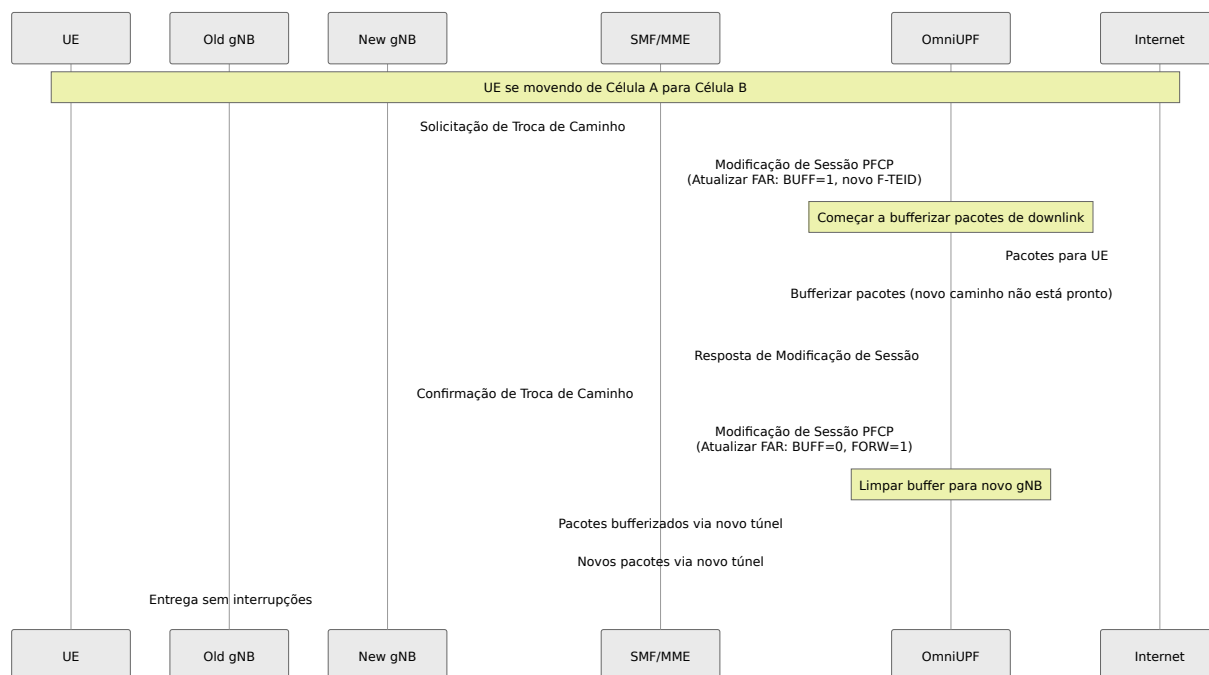 UE
Old gNB
New gNB
SMF/MME
OmniUPF
Internet
UE se movendo de Célula A para Célula B
Solicitação de Troca de Caminho
Modificação de Sessão PFCP
(Atualizar FAR: BUFF=1, novo F-TEID)
Começar a bufferizar pacotes de downlink
Pacotes para UE
Bufferizar pacotes (novo caminho não está pronto)
Resposta de Modificação de Sessão
Confirmação de Troca de Caminho
Modificação de Sessão PFCP
(Atualizar FAR: BUFF=0, FORW=1)
Limpar buffer para novo gNB
Pacotes bufferizados via novo túnel
Novos pacotes via novo túnel
Entrega sem interrupções
UE
Old gNB
New gNB
SMF/MME
OmniUPF
Internet